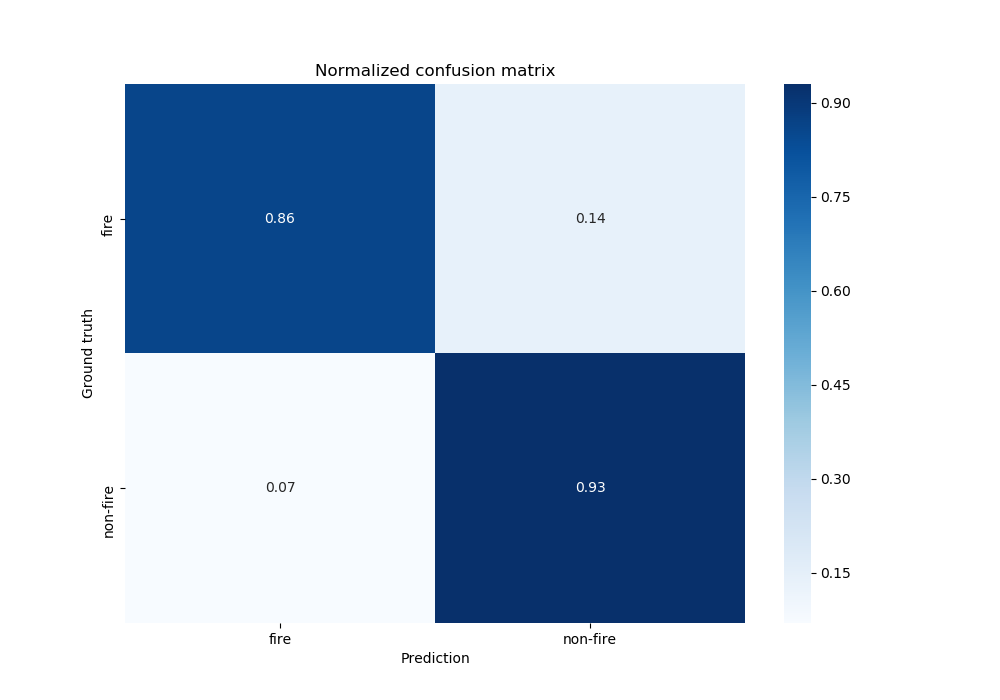 Normalized confusion matrix
0.86
0.14
0.07
0.93
fire
non-fire
Ground truth
fire
non-fire
Prediction
0.90
0.75
0.60
0.45
0.30
0.15